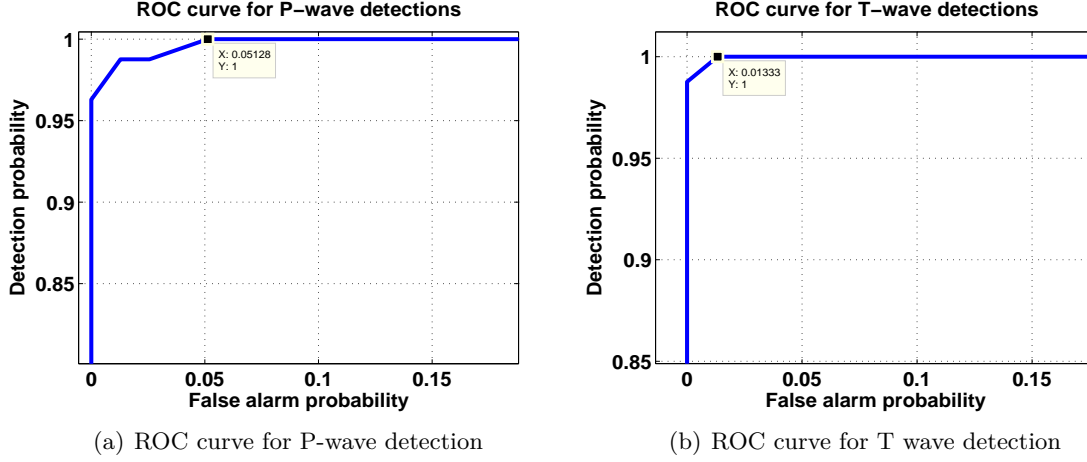 ROC curve for P-wave detections
1
0.95
0.9
0.85
0
0.05
0.1
0.15
Detection probability
False alarm probability
X: 0.05128
Y: 1
(a) ROC curve for P-wave detection
ROC curve for T-wave detections
1
0.95
0.9
0.85
0
0.05
0.1
0.15
Detection probability
False alarm probability
X: 0.01333
Y: 1
(b) ROC curve for T wave detection